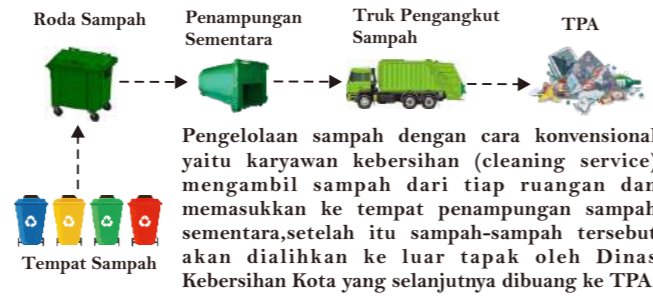 Roda Sampah
Penampungan
Sementara
Truk Pengangkut
Sampah
TPA
Tempat Sampah
Pengelolaan sampah dengan cara konvensional
yaitu karyawan kebersihan (cleaning service)
mengambil sampah dari tiap ruangan dan
memasukkan ke tempat penampungan sampah
sementara,setelah itu sampah-sampah tersebut
akan dialihkan ke luar tapak oleh Dinas
Kebersihan Kota yang selanjutnya dibuang ke TPA